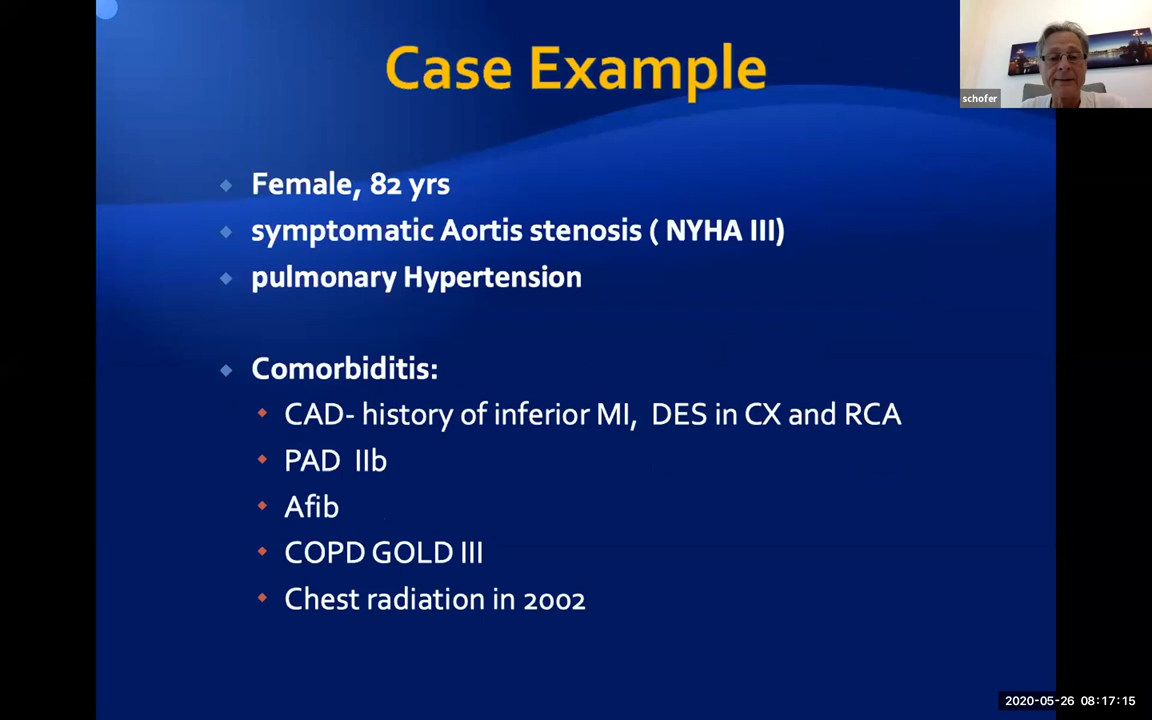 Case Example
schofer
Female, 82 yrs
symptomatic Aortis stenosis ( NYHA III)
pulmonary Hypertension
Comorbiditis:
CAD- history of inferior MI, DES in CX and RCA
PAD IIb
Afib
COPD GOLD III
Chest radiation in 2002
2020-05-26 08:17:15